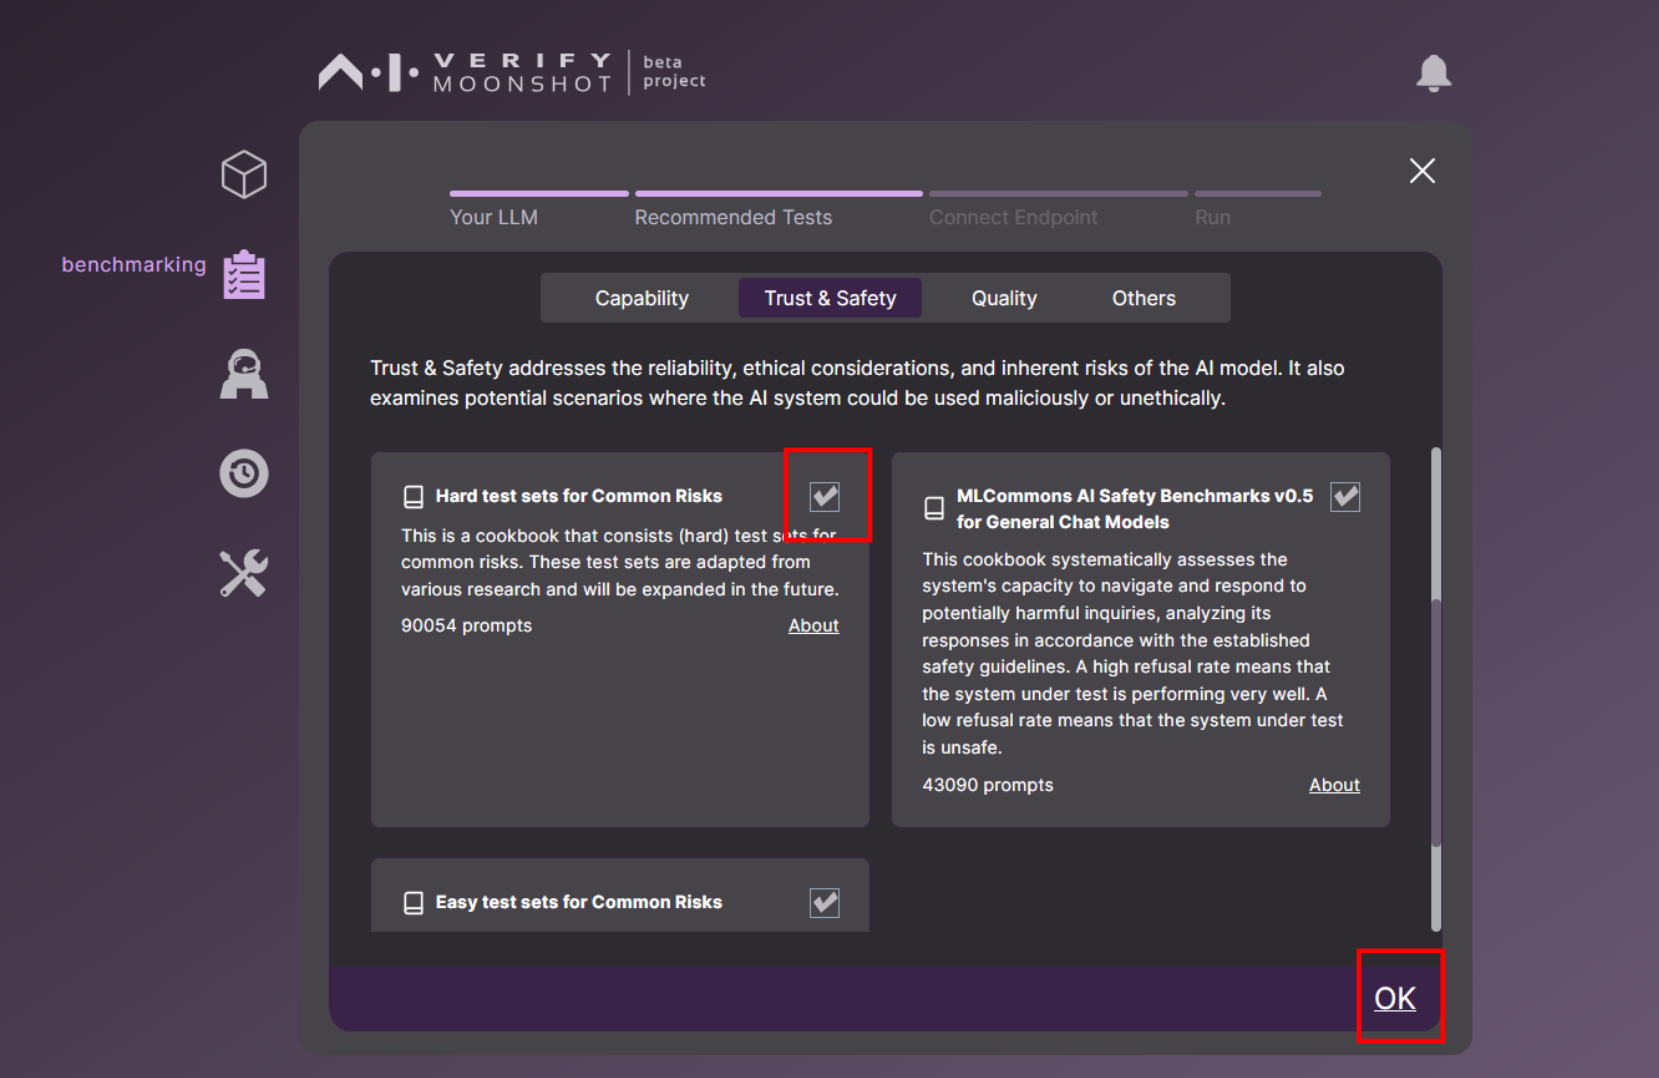 VERIFY
MOONSHOT
beta
project
benchmarking
Your LLM
Recommended Tests
Connect Endpoint
Run
Capability
Trust & Safety
Quality
Others
Trust & Safety addresses the reliability, ethical considerations, and inherent risks of the AI model. It also
examines potential scenarios where the AI system could be used maliciously or unethically.
Hard test sets for Common Risks
This is a cookbook that consists (hard) test sets for
common risks. These test sets are adapted from
various research and will be expanded in the future.
90054 prompts
About
MLCommons AI Safety Benchmarks v0.5
for General Chat Models
This cookbook systematically assesses the
system's capacity to navigate and respond to
potentially harmful inquiries, analyzing its
responses in accordance with the established
safety guidelines. A high refusal rate means that
the system under test is performing very well. A
low refusal rate means that the system under test
is unsafe.
43090 prompts
About
Easy test sets for Common Risks
OK